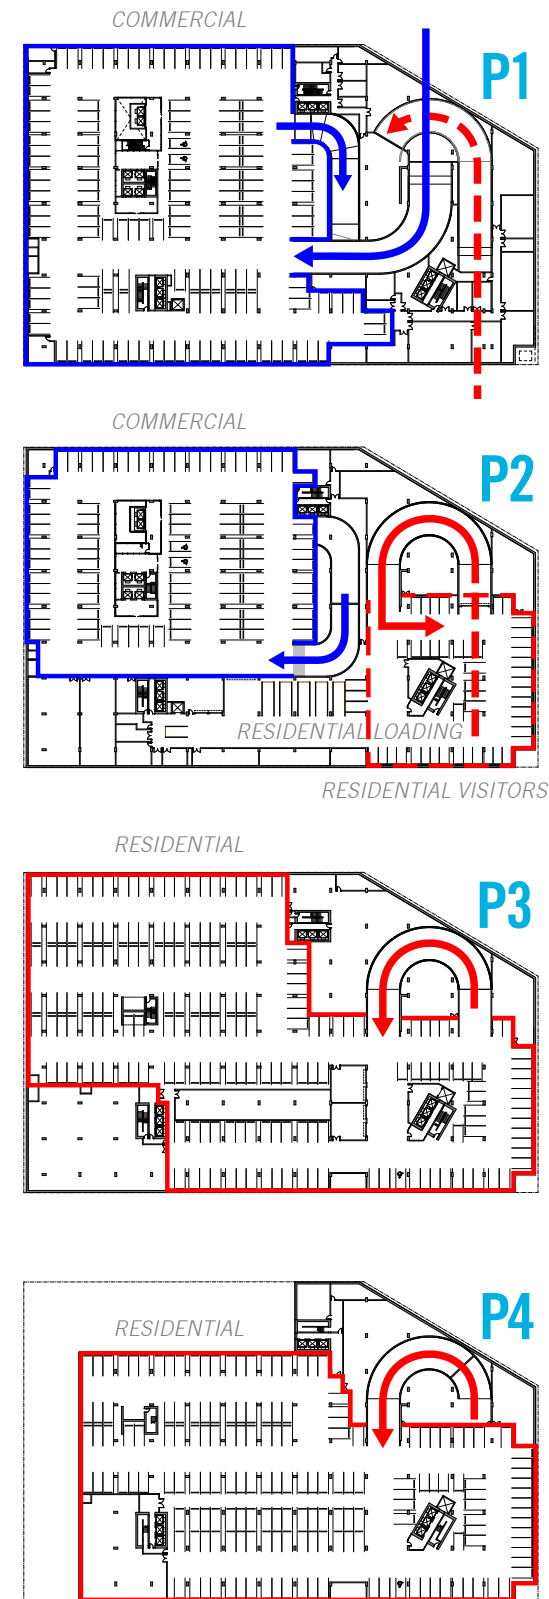 COMMERCIAL
P1
COMMERCIAL
P2
RESIDENTIAL LOADING
RESIDENTIAL VISITORS
RESIDENTIAL
P3
RESIDENTIAL
P4